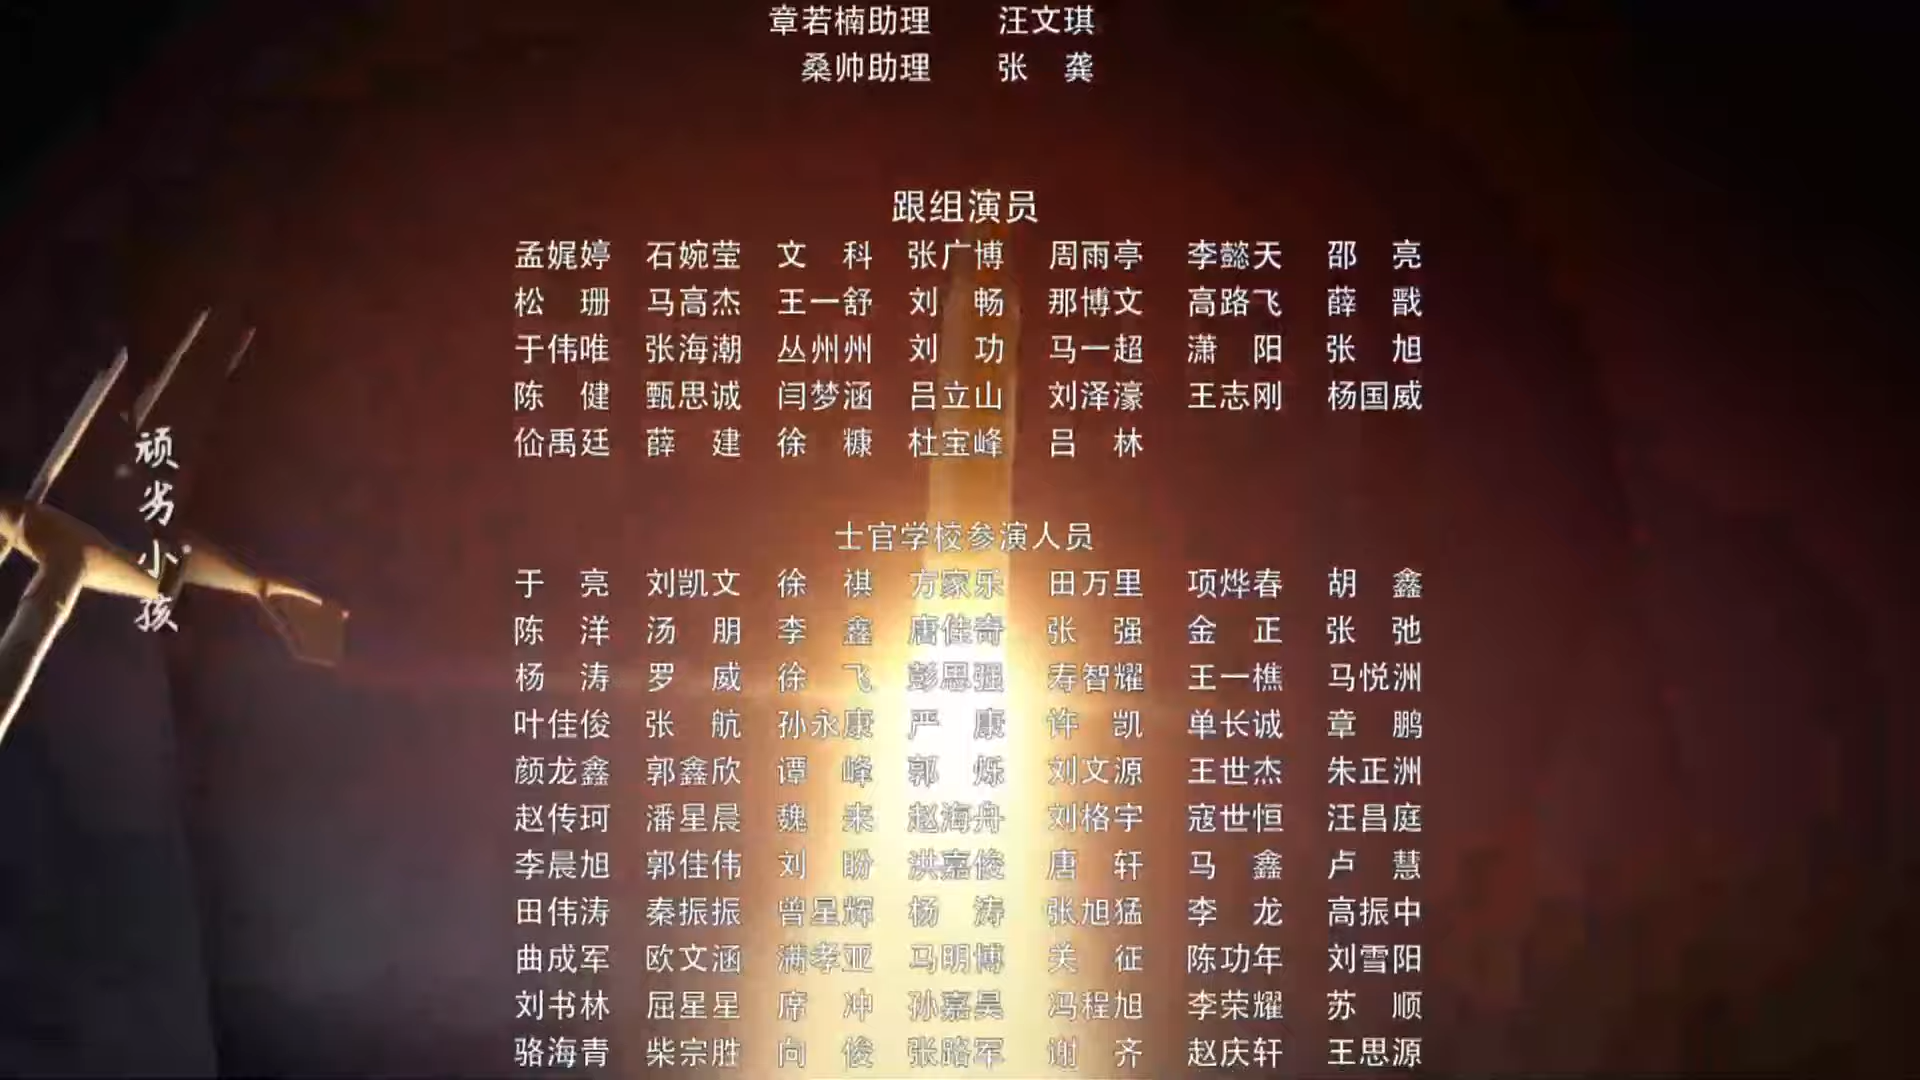 章若楠助理 汪文琪
桑帅助理 张 龚
跟组演员
孟娓婷 石婉莹 文 科 张广博 周雨亭 李懿天 邵 亮
松 珊 马高杰 王一舒 刘 畅 那博文 高路飞 薛 戬
于伟唯 张海潮 丛州州 刘 功 马一超 潇 阳 张 旭
陈 健 甄思诚 闫梦涵 吕立山 刘泽濠 王志刚 杨国威
佡禹廷 薛 建 徐 糠 杜宝峰 吕 林
士官学校参演人员
于 亮 刘凯文 徐 祺 方家乐 田万里 项烨春 胡 鑫
陈 洋 汤 朋 李 鑫 唐佳奇 张 强 金 正 张 弛
杨 涛 罗 威 徐 飞 彭思强 寿智耀 王一樵 马悦洲
叶佳俊 张 航 孙永康 严 康 许 凯 单长诚 章 鹏
颜龙鑫 郭鑫欣 谭 峰 郭 烁 刘文源 王世杰 朱正洲
赵传珂 潘星晨 魏 来 赵海舟 刘格宇 寇世恒 汪昌庭
李晨旭 郭佳伟 刘 盼 洪嘉俊 唐 轩 马 鑫 卢 慧
田伟涛 秦振振 曾星辉 杨 涛 张旭猛 李 龙 高振中
曲成军 欧文涵 满孝亚 马明博 关 征 陈功年 刘雪阳
刘书林 屈星星 席 冲 孙嘉昊 冯程旭 李荣耀 苏 顺
骆海青 柴宗胜 向 俊 张路军 谢 齐 赵庆轩 王思源
顽劣小孩